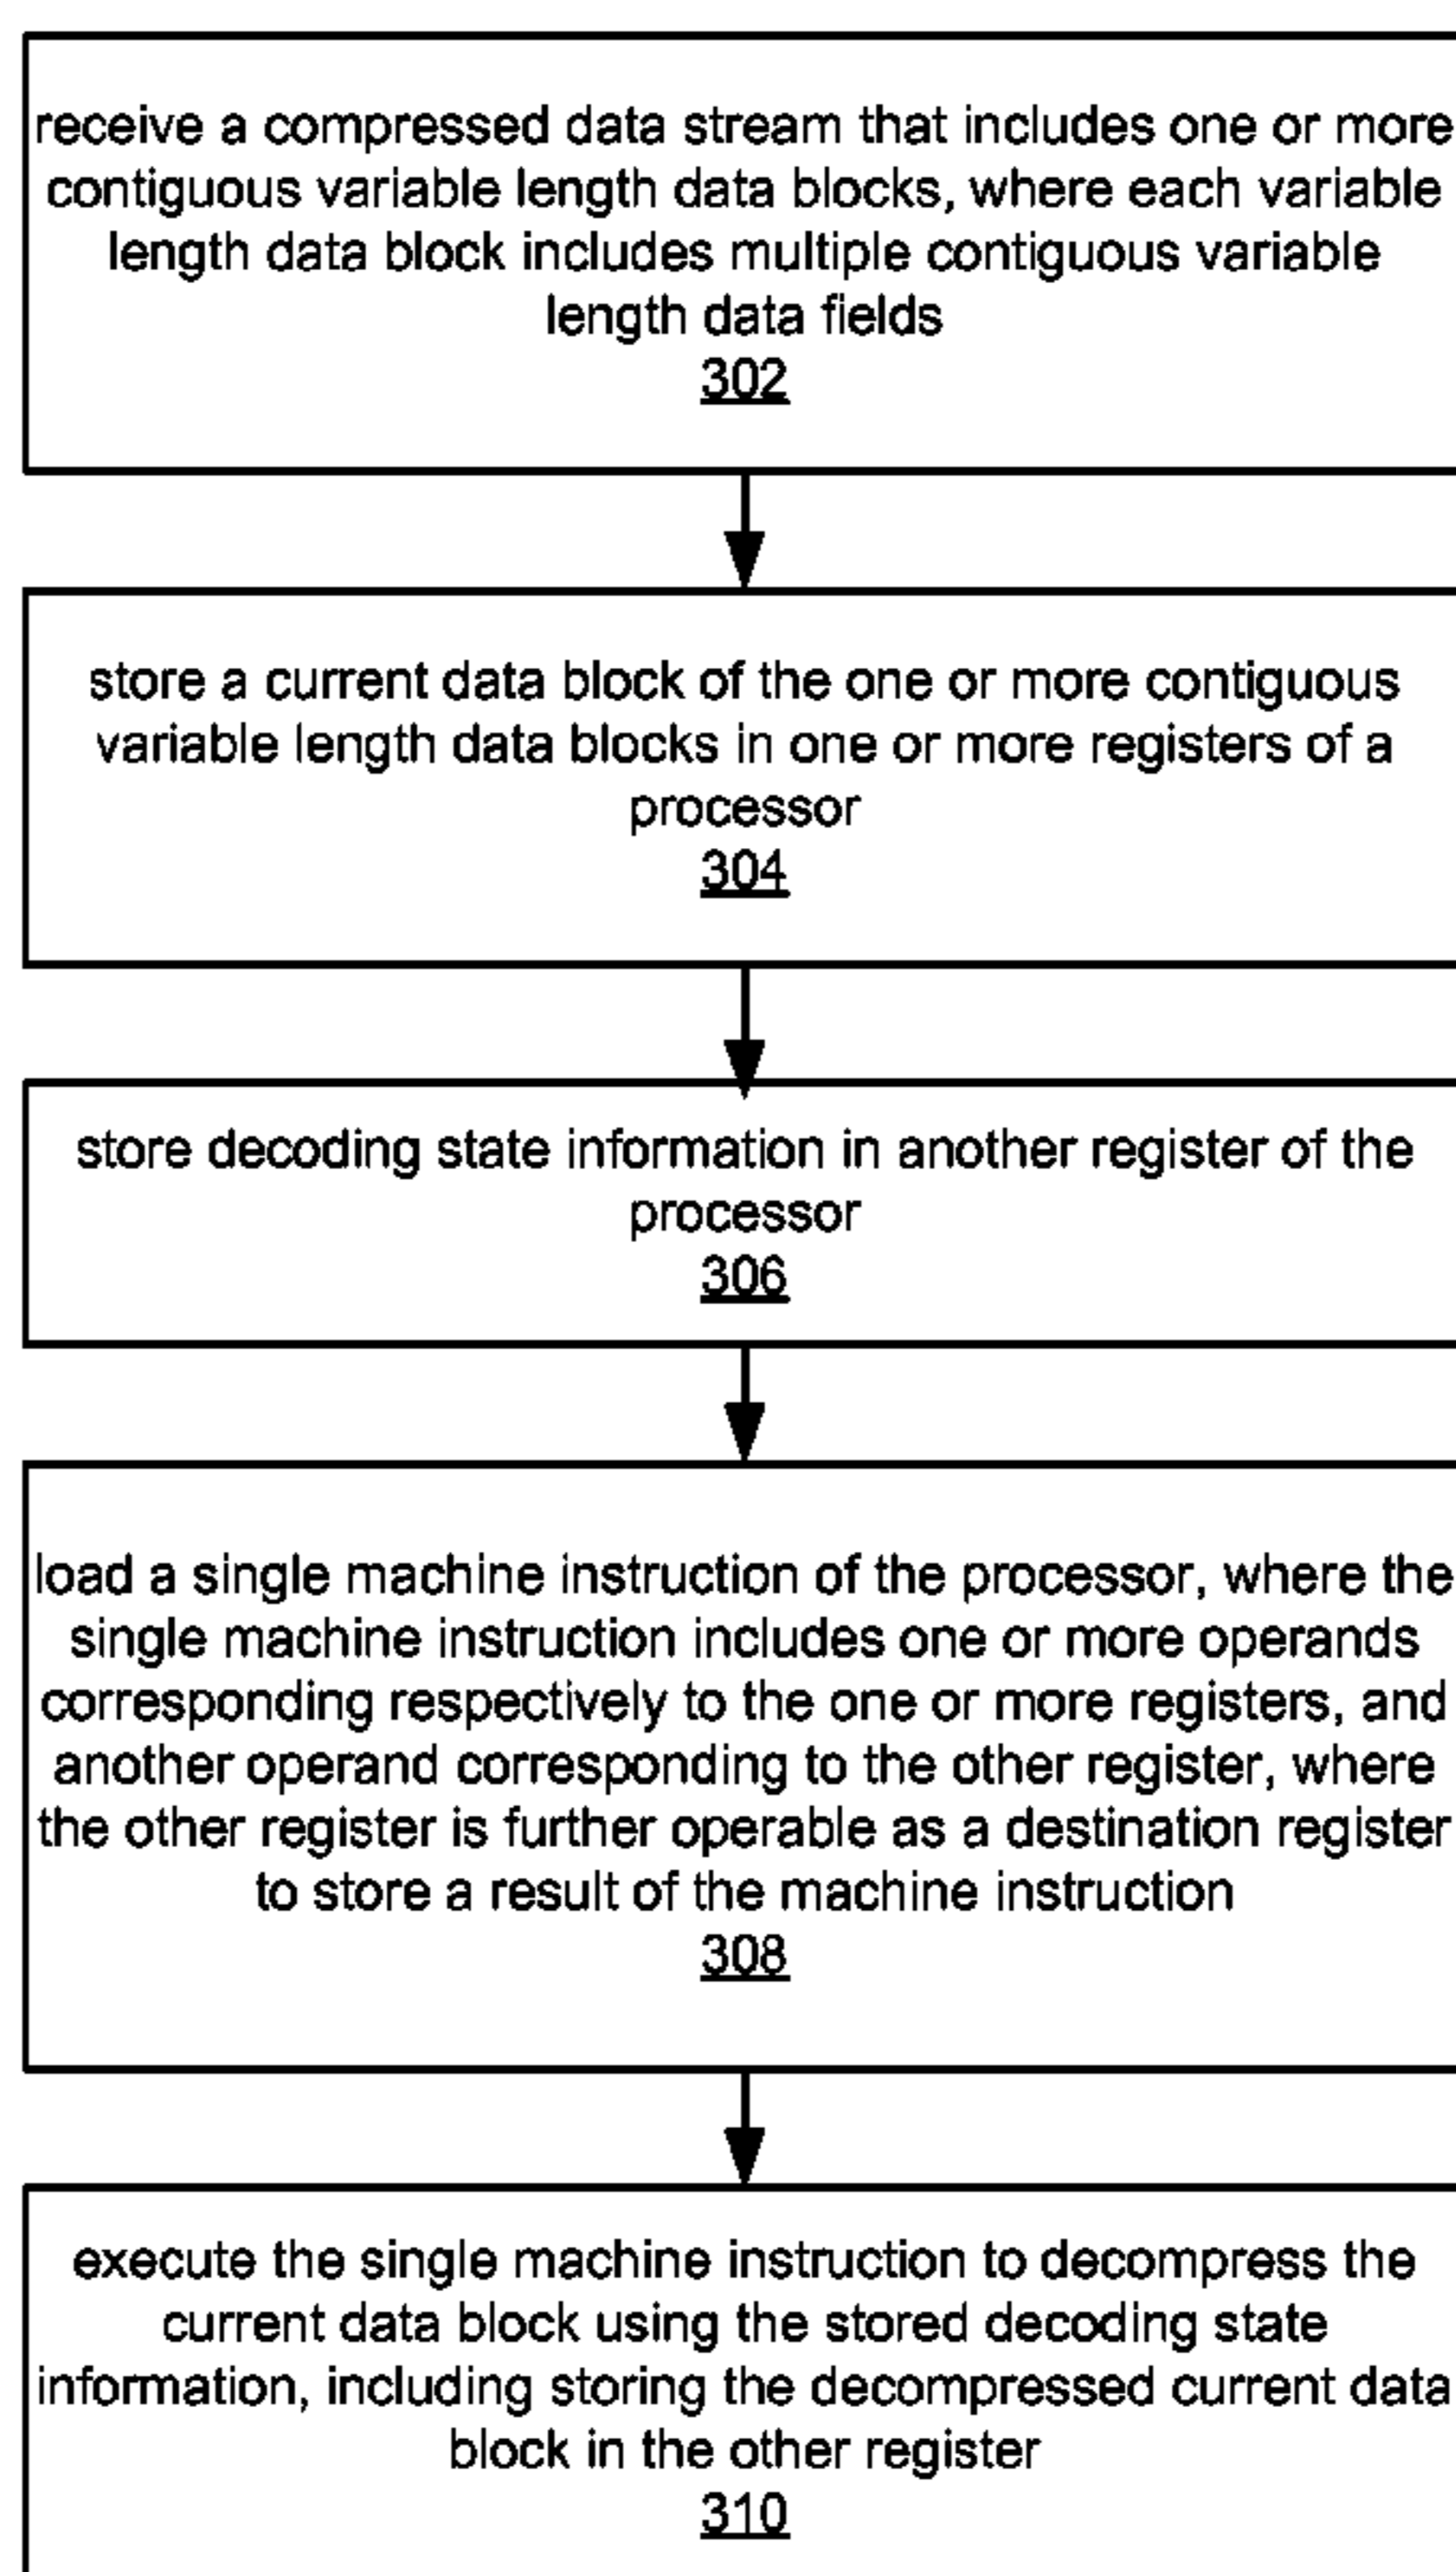 receive a compressed data stream that includes one or more
contiguous variable length data blocks, where each variable
length data block includes multiple contiguous variable
length data fields
302
store a current data block of the one or more contiguous
variable length data blocks in one or more registers of a
processor
304
store decoding state information in another register of the
processor
306
load a single machine instruction of the processor, where the
single machine instruction includes one or more operands
corresponding respectively to the one or more registers, and
another operand corresponding to the other register, where
the other register is further operable as a destination register
to store a result of the machine instruction
308
execute the single machine instruction to decompress the
current data block using the stored decoding state
information, including storing the decompressed current data
block in the other register
310